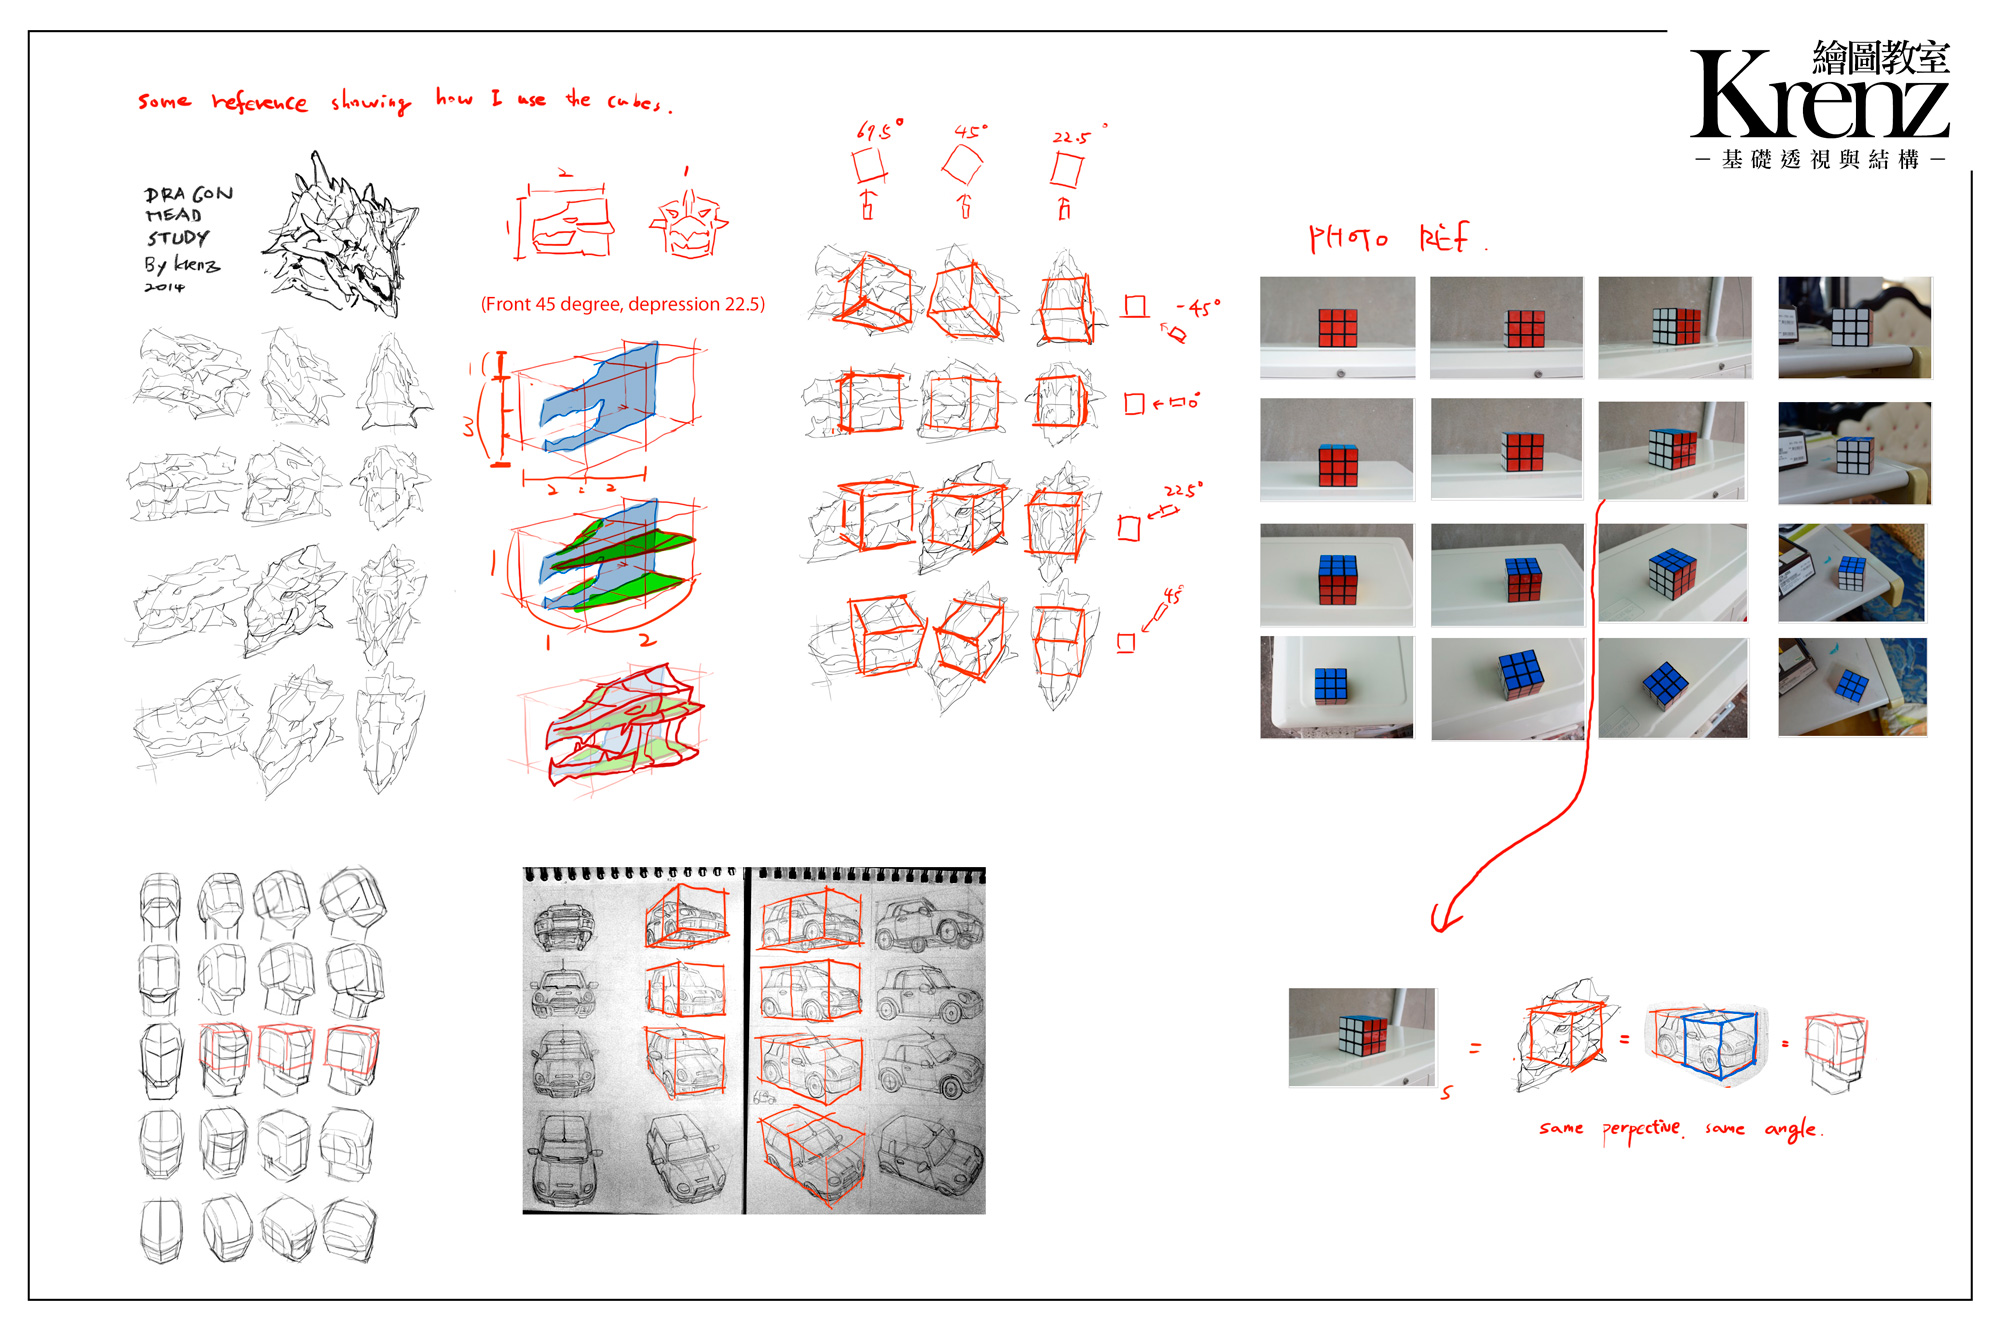 some reference showing how I use the cubes.
繪圖教室
Krenz
－基礎透視與結構－
DRAGON
HEAD
STUDY
By Krenz
2014
2
1
1
(Front 45 degree, depression 22.5)
1
3
2 : 2
1
1
2
67.5°
45°
22.5°
-45°
0°
22.5°
45°
PHOTO REF.
S
=
=
=
same perpective. same angle.